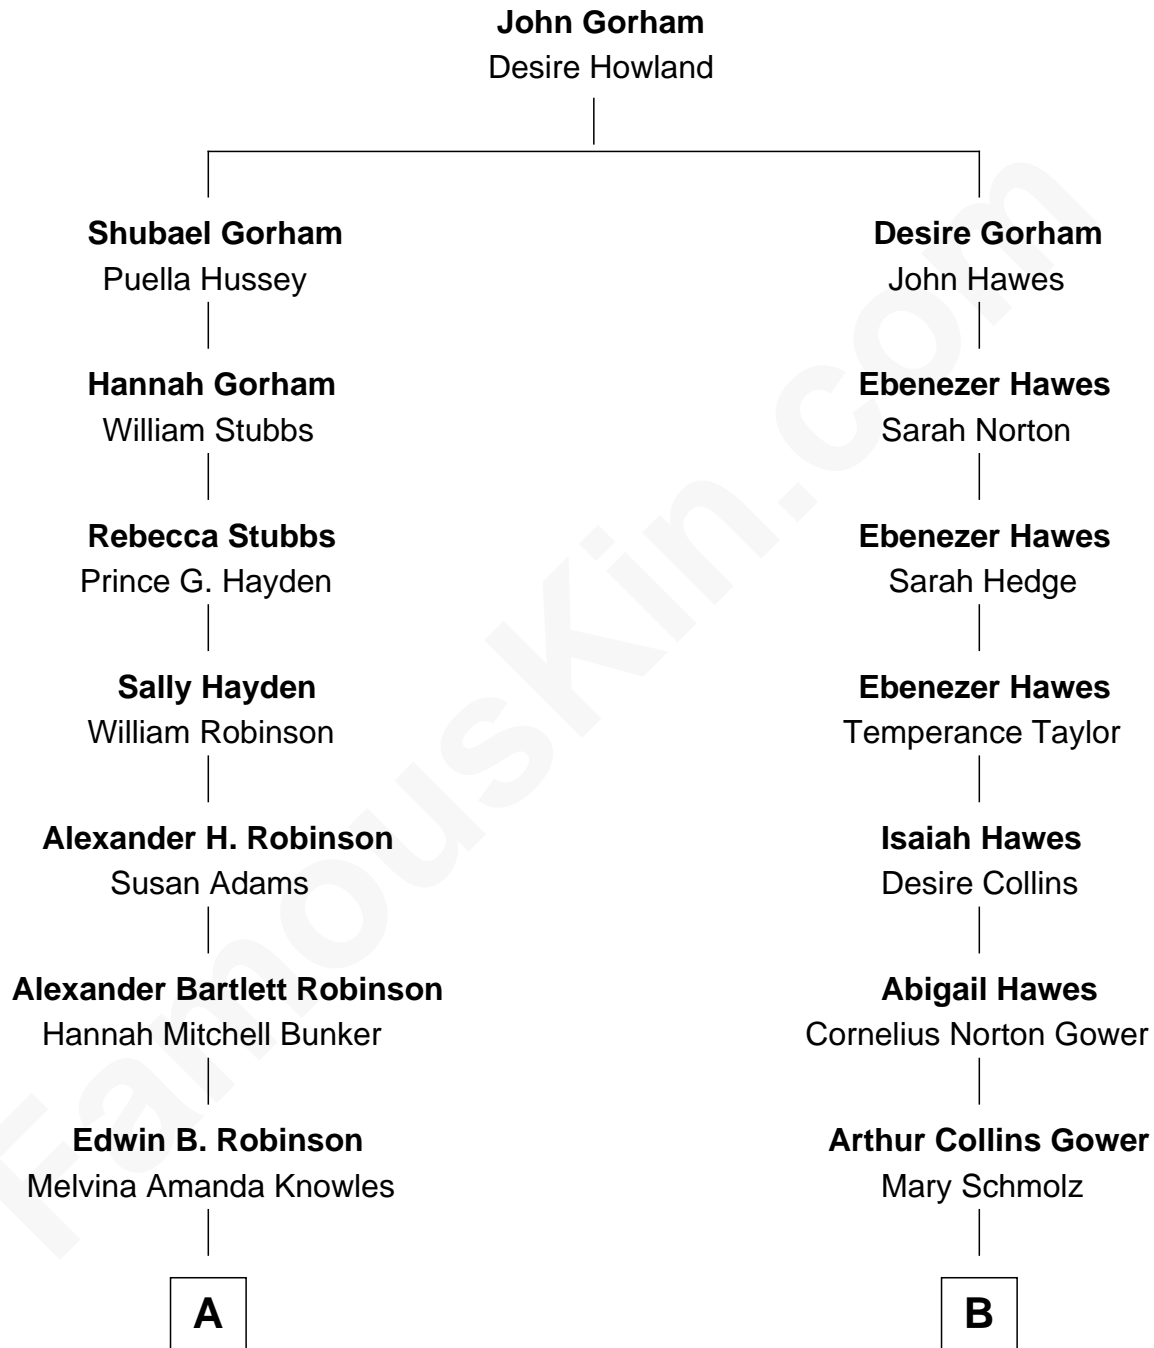 John Gorham
Desire Howland
Shubael Gorham
Puella Hussey
Desire Gorham
John Hawes
Hannah Gorham
William Stubbs
Ebenezer Hawes
Sarah Norton
Rebecca Stubbs
Prince G. Hayden
Ebenezer Hawes
Sarah Hedge
Sally Hayden
William Robinson
Ebenezer Hawes
Temperance Taylor
Alexander H. Robinson
Susan Adams
Isaiah Hawes
Desire Collins
Alexander Bartlett Robinson
Hannah Mitchell Bunker
Abigail Hawes
Cornelius Norton Gower
Edwin B. Robinson
Melvina Amanda Knowles
Arthur Collins Gower
Mary Schmolz
A
B
FamousKin.com